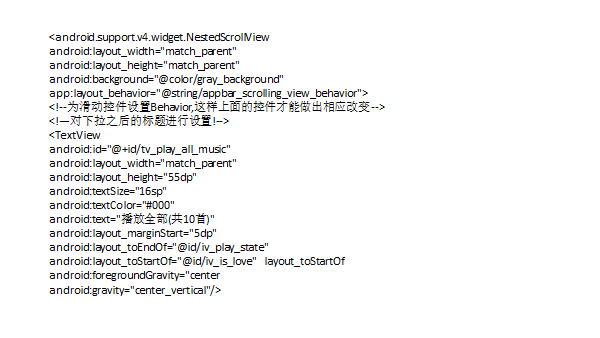 <android.support.v4.widget.NestedScrollView
android:layout_width="match_parent"
android:layout_height="match_parent"
android:background="@color/gray_background"
app:layout_behavior="@string/appbar_scrolling_view_behavior">
<!--为滑动控件设置Behavior,这样上面的控件才能做出相应改变-->
<!—对下拉之后的标题进行设置!-->
<TextView
android:id="@+id/tv_play_all_music"
android:layout_width="match_parent"
android:layout_height="55dp"
android:textSize="16sp"
android:textColor="#000"
android:text="播放全部(共10首)"
android:layout_marginStart="5dp"
android:layout_toEndOf="@id/iv_play_state"
android:layout_toStartOf="@id/iv_is_love"   layout_toStartOf
android:foregroundGravity="center
android:gravity="center_vertical"/>